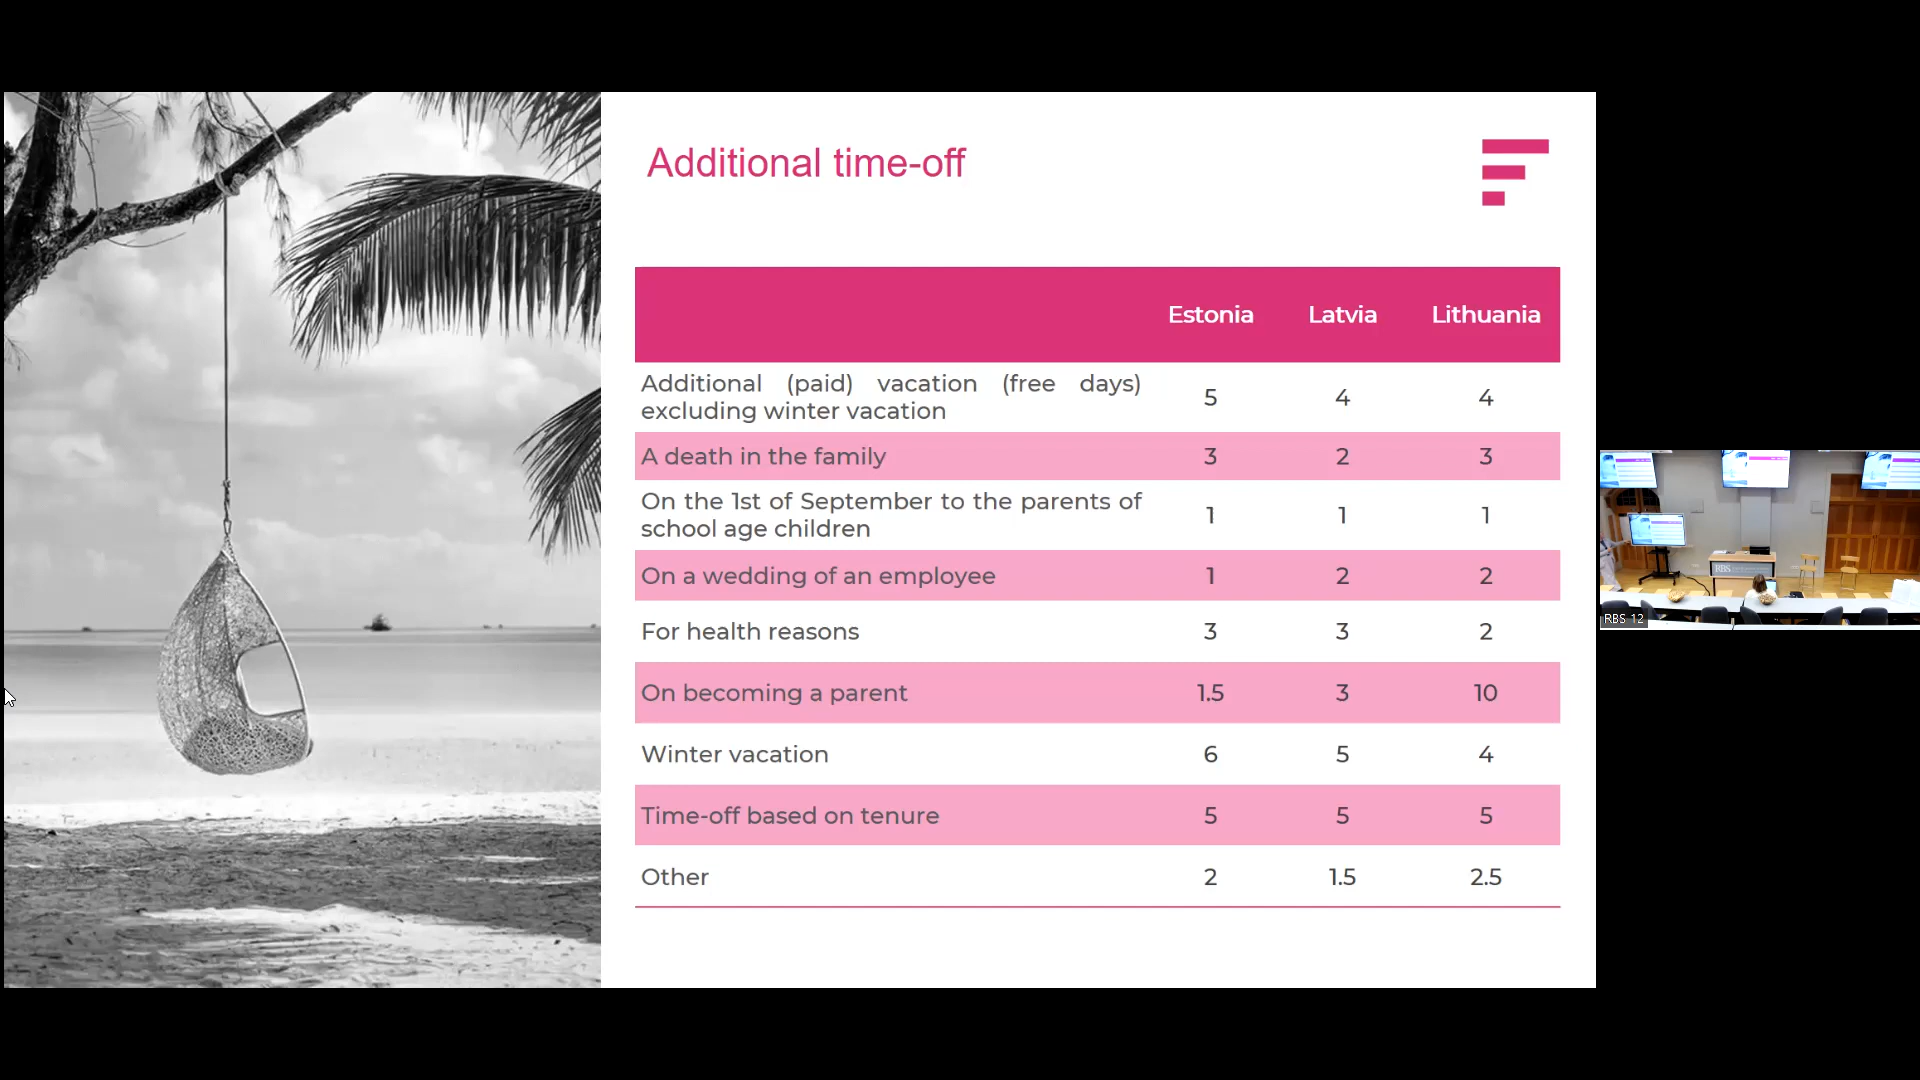 Additional time-off
Estonia Latvia Lithuania
Additional (paid) vacation (free days)
excluding winter vacation 5 4 4
A death in the family 3 2 3
On the 1st of September to the parents of
school age children 1 1 1
On a wedding of an employee 1 2 2
For health reasons 3 3 2
On becoming a parent 1.5 3 10
Winter vacation 6 5 4
Time-off based on tenure 5 5 5
Other 2 1.5 2.5
RBS
RBS 12